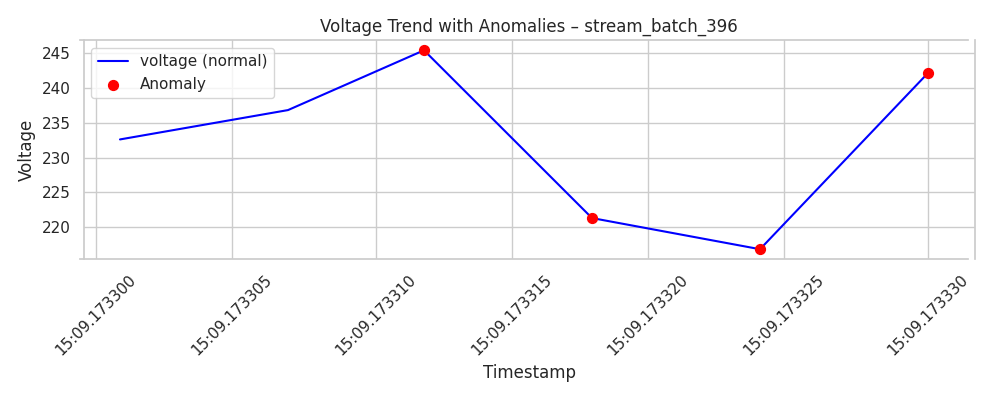 Voltage Trend with Anomalies – stream_batch_396
voltage (normal)
Anomaly
Voltage
245
240
235
230
225
220
15:09.173300
15:09.173305
15:09.173310
15:09.173315
15:09.173320
15:09.173325
15:09.173330
Timestamp